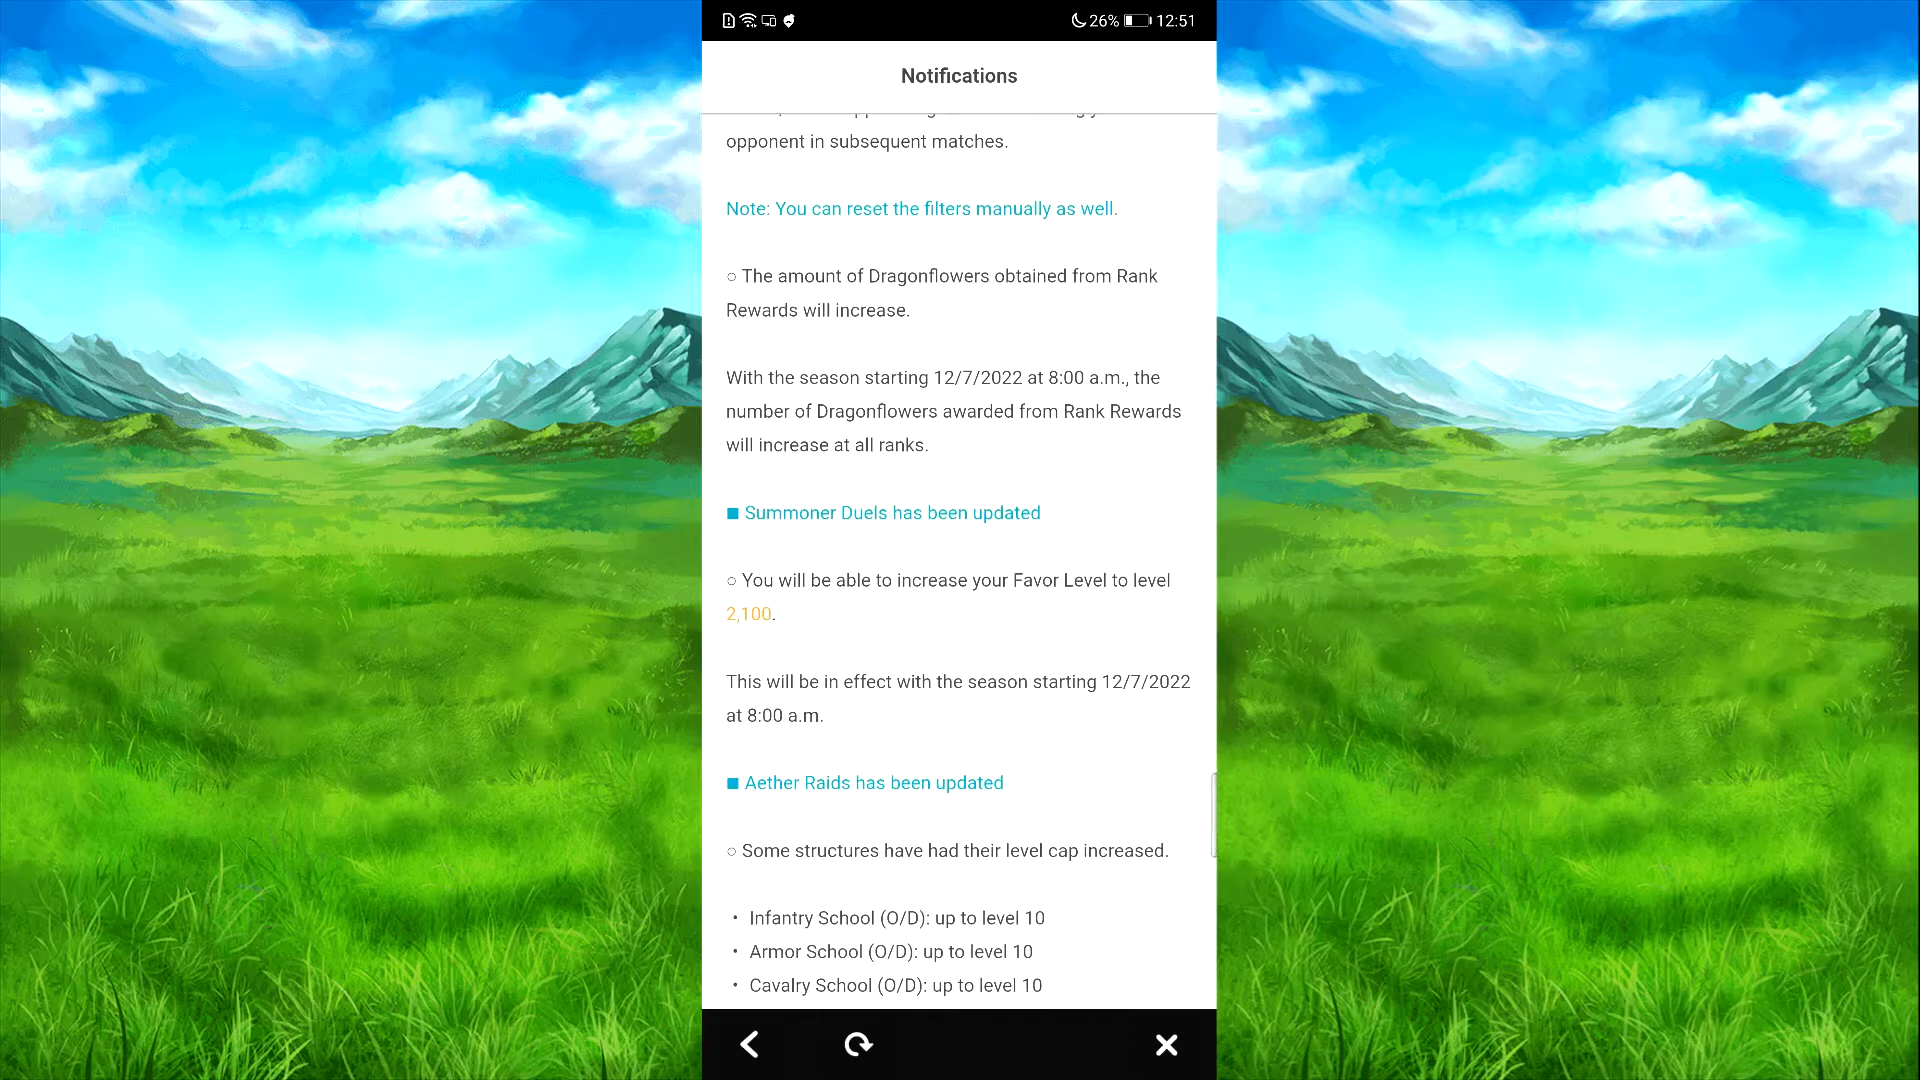 26% 12:51
Notifications
opponent in subsequent matches.
Note: You can reset the filters manually as well.
○ The amount of Dragonflowers obtained from Rank
Rewards will increase.
With the season starting 12/7/2022 at 8:00 a.m., the
number of Dragonflowers awarded from Rank Rewards
will increase at all ranks.
■ Summoner Duels has been updated
○ You will be able to increase your Favor Level to level
2,100.
This will be in effect with the season starting 12/7/2022
at 8:00 a.m.
■ Aether Raids has been updated
○ Some structures have had their level cap increased.
・ Infantry School (O/D): up to level 10
・ Armor School (O/D): up to level 10
・ Cavalry School (O/D): up to level 10